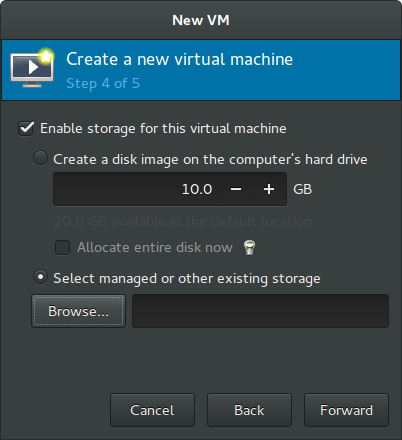 New VM
Create a new virtual machine
Step 4 of 5
Enable storage for this virtual machine
Create a disk image on the computer's hard drive
10.0 − + GB
20.0 GB available in the default location
Allocate entire disk now
Select managed or other existing storage
Browse...
Cancel Back Forward